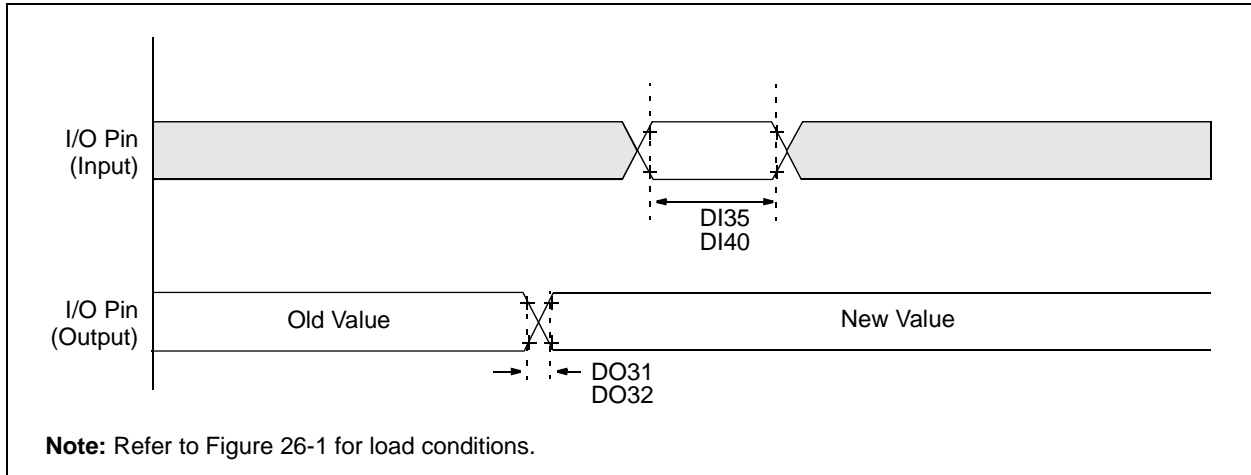 I/O Pin
(Input)
DI35
DI40
I/O Pin
(Output)
Old Value
New Value
DO31
DO32
Note: Refer to Figure 26-1 for load conditions.